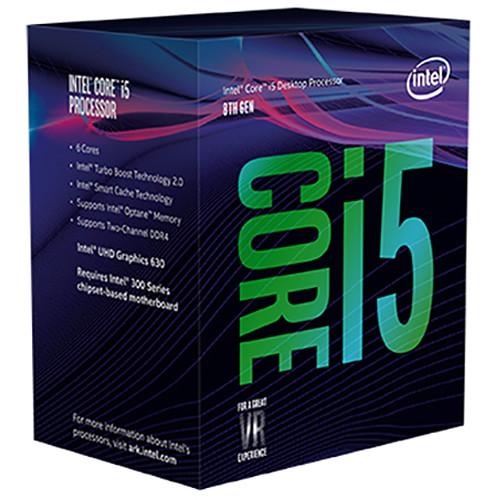 INTEL® CORE™ i5
PROCESSOR
• 6 Cores
• Intel® Turbo Boost Technology 2.0
• Intel® Smart Cache Technology
• Supports Intel® Optane™ Memory
• Supports Two-Channel DDR4
Intel® UHD Graphics 630
Requires Intel® 300 Series
chipset-based motherboard
For more information about Intel's
processors, visit ark.intel.com
Intel® Core™ i5 Desktop Processor
8TH GEN
intel®
CORE i5
FOR A GREAT
VR
EXPERIENCE